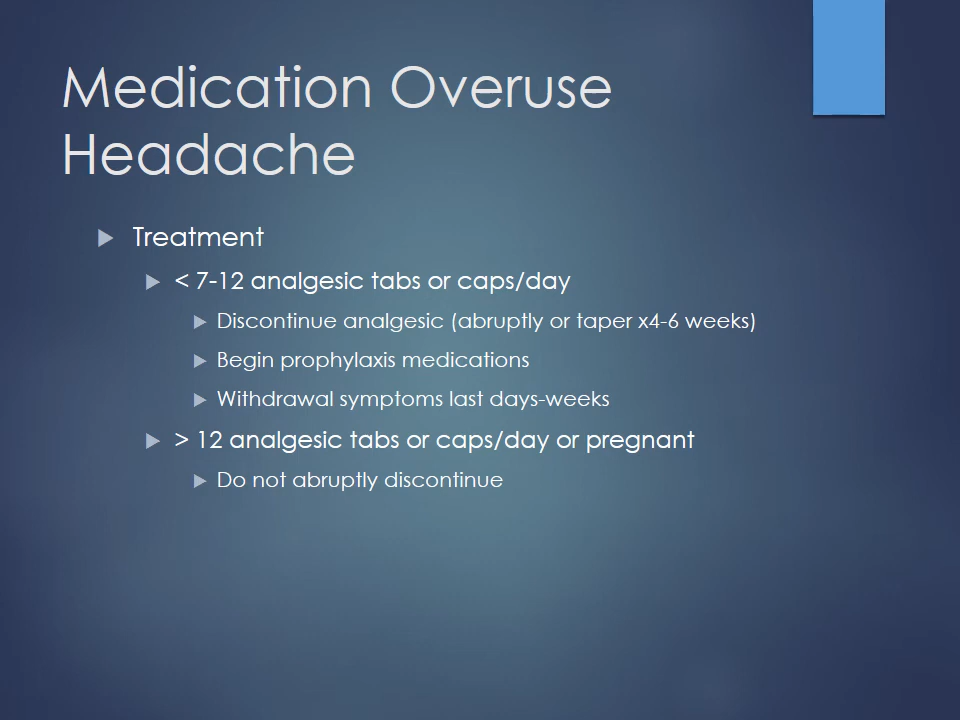 Medication Overuse
Headache
Treatment
< 7-12 analgesic tabs or caps/day
Discontinue analgesic (abruptly or taper x4-6 weeks)
Begin prophylaxis medications
Withdrawal symptoms last days-weeks
> 12 analgesic tabs or caps/day or pregnant
Do not abruptly discontinue